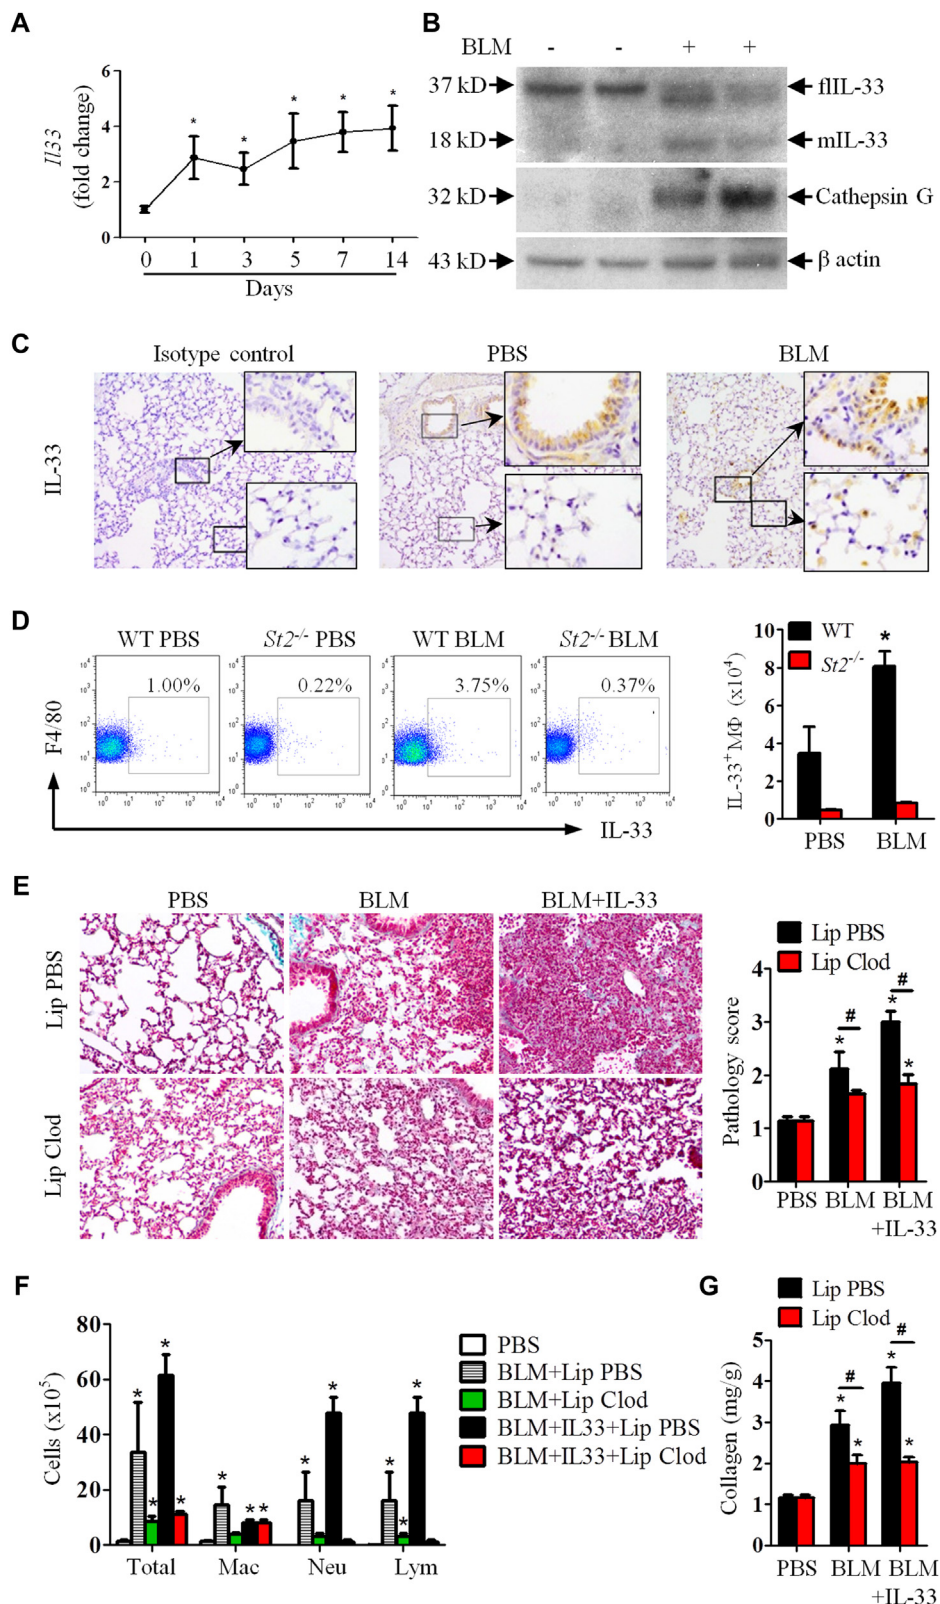 A
Il33
(fold change)
6
4
2
0
*
*
*
*
*
0 1 3 5 7 14
Days
B
BLM - - + +
37 kD
flIL-33
18 kD
mIL-33
32 kD
Cathepsin G
43 kD
β actin
C
Isotype control PBS BLM
IL-33
D
WT PBS St2-/- PBS WT BLM St2-/- BLM
1.00% 0.22% 3.75% 0.37%
F4/80
IL-33
WT
St2-/-
IL-33+MΦ (x10⁴)
10
8
6
4
2
0
*
PBS BLM
E
PBS BLM BLM+IL-33
Lip PBS
Lip Clod
Lip PBS
Lip Clod
Pathology score
4
3
2
1
0
* # * # *
PBS BLM BLM
+IL-33
F
Cells (x10⁵)
80
60
40
20
0
* * * *
* * *
* *
* * *
Total Mac Neu Lym
PBS
BLM+Lip PBS
BLM+Lip Clod
BLM+IL33+Lip PBS
BLM+IL33+Lip Clod
G
Lip PBS
Lip Clod
Collagen (mg/g)
5
4
3
2
1
0
* # * * # *
PBS BLM BLM
+IL-33